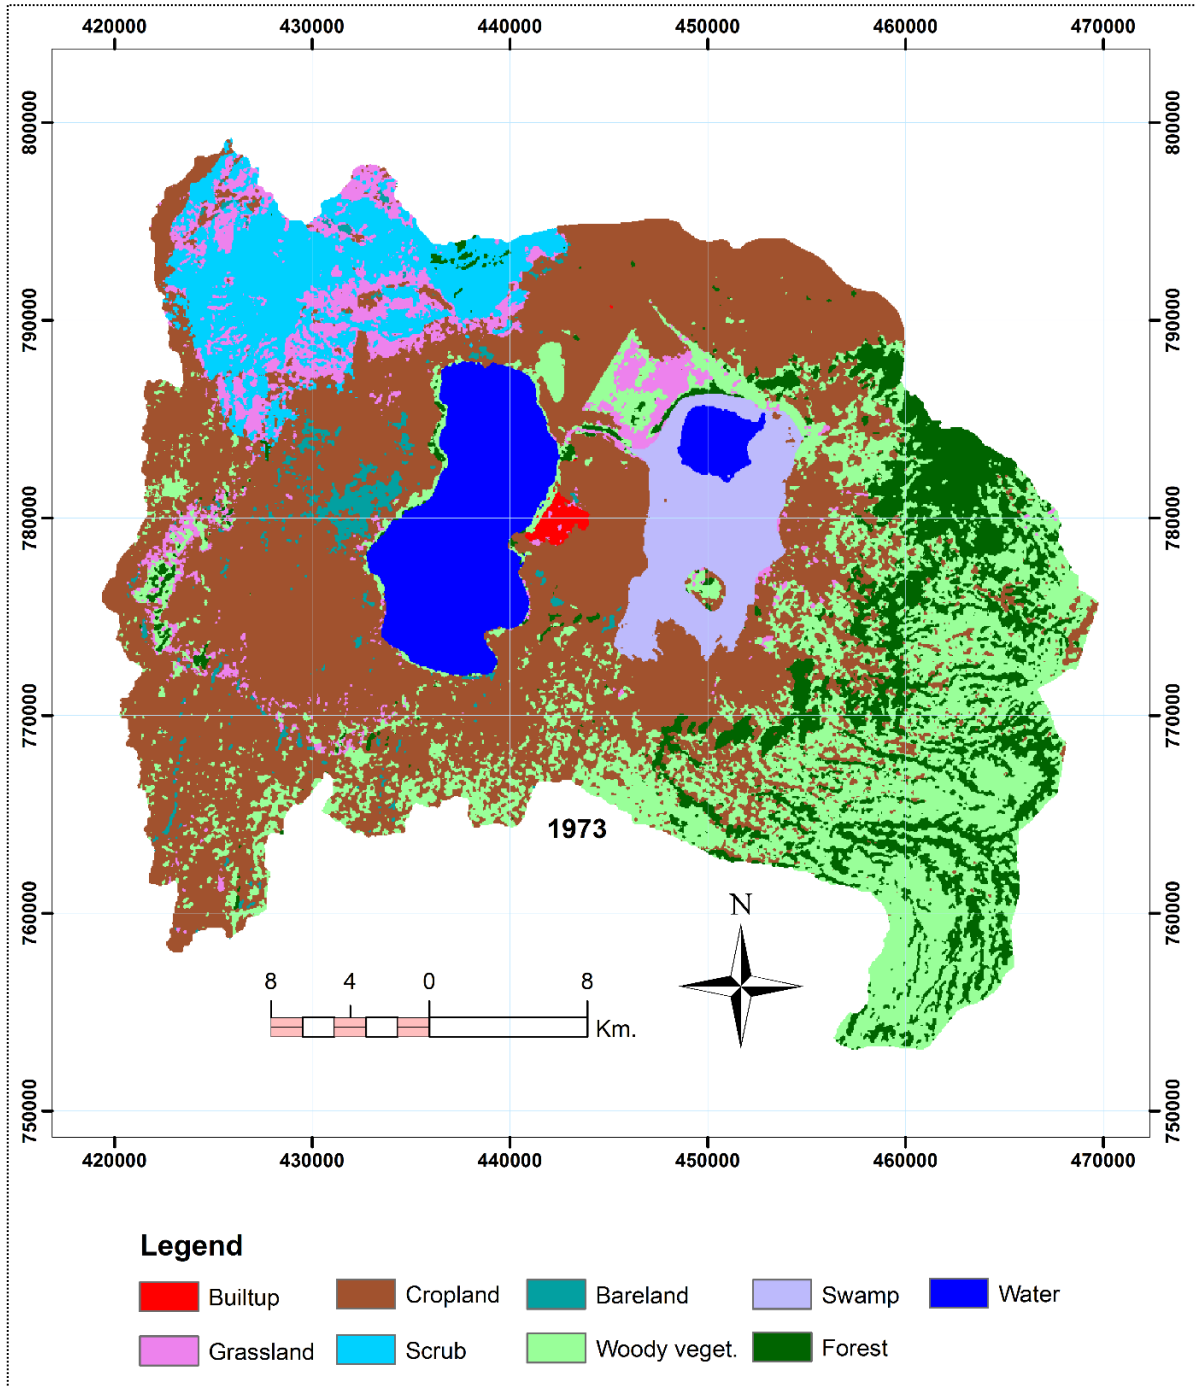 420000 430000 440000 450000 460000 470000
800000 800000
790000 790000
780000 780000
770000 770000
760000 760000
750000 750000
1973
N
8 4 0 8
Km.
420000 430000 440000 450000 460000 470000
Legend
Builtup Cropland Bareland Swamp Water
Grassland Scrub Woody veget. Forest